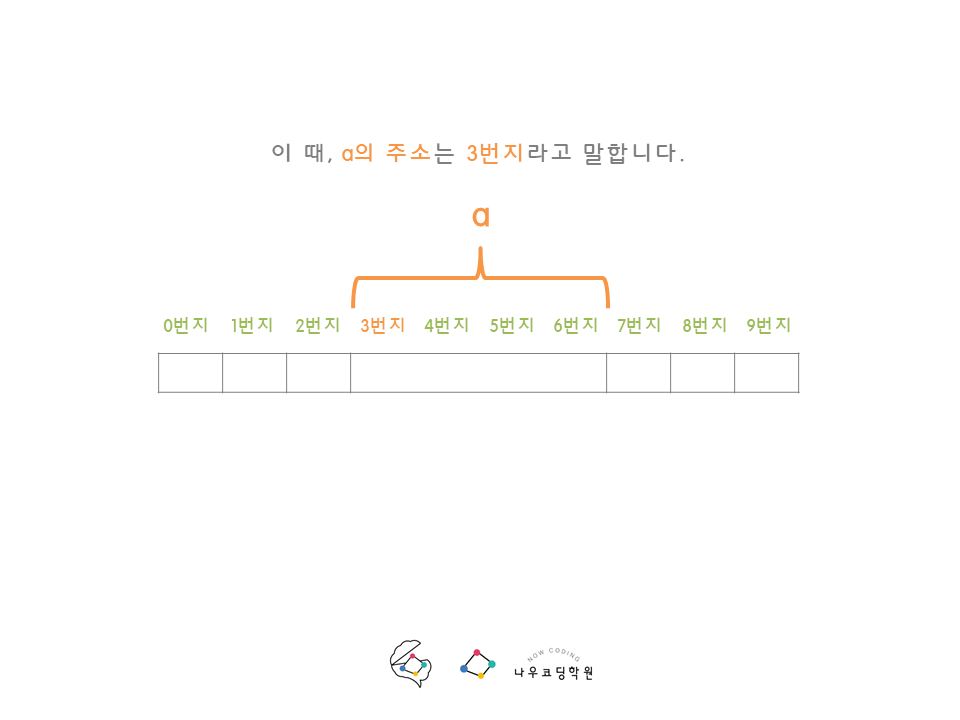 이 때, a의 주소는 3번지라고 말합니다.
a
0번지 1번지 2번지 3번지 4번지 5번지 6번지 7번지 8번지 9번지
NOW CODING
나우코딩학원